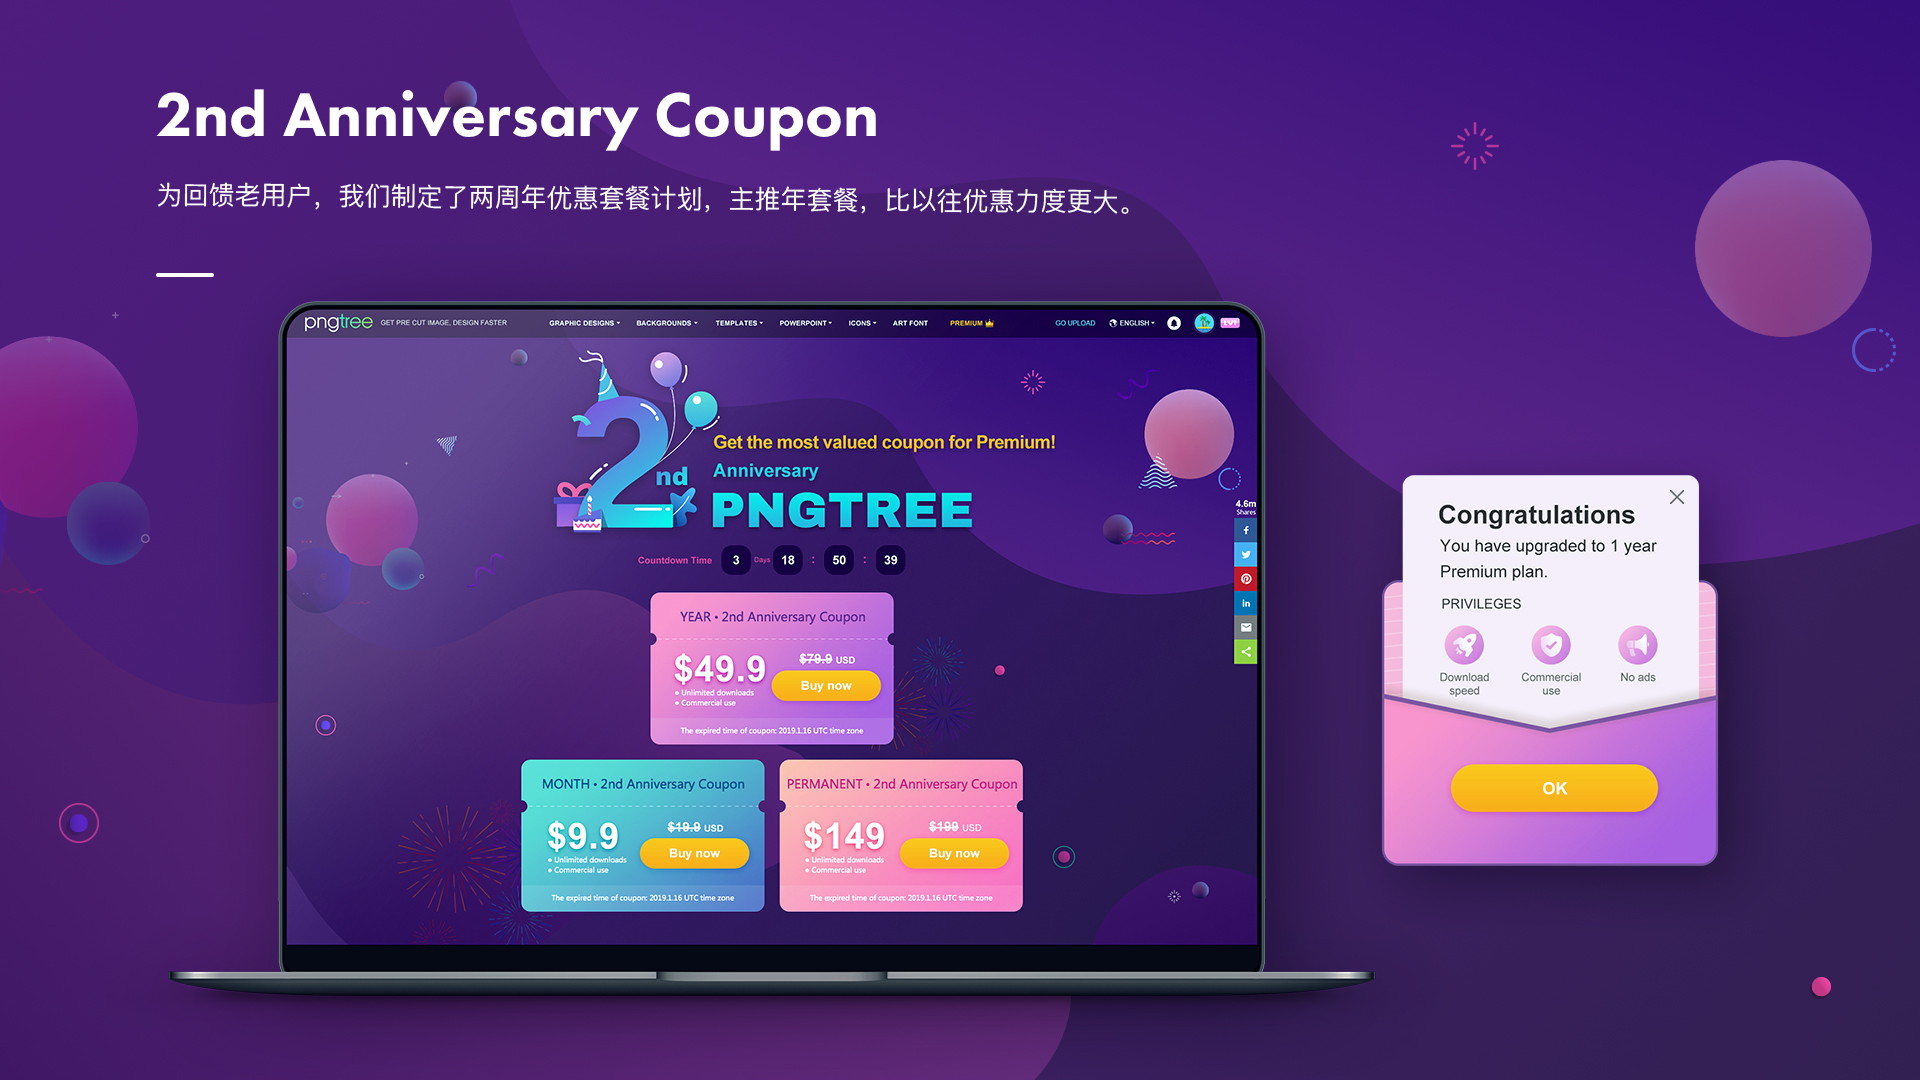 2nd Anniversary Coupon
为回馈老用户，我们制定了两周年优惠套餐计划，主推年套餐，比以往优惠力度更大。
pngtree GET PRE CUT IMAGE, DESIGN FASTER GRAPHIC DESIGNS BACKGROUNDS TEMPLATES POWERPOINT ICONS ART FONT PREMIUM GO UPLOAD ENGLISH LV1
2nd
Get the most valued coupon for Premium!
Anniversary
PNGTREE
Countdown Time 3 Days 18 : 50 : 39
4.6m
Shares
YEAR • 2nd Anniversary Coupon
$49.9 $79.9 USD
• Unlimited downloads
• Commercial use
Buy now
The expired time of coupon: 2019.1.16 UTC time zone
MONTH • 2nd Anniversary Coupon
$9.9 $19.9 USD
• Unlimited downloads
• Commercial use
Buy now
The expired time of coupon: 2019.1.16 UTC time zone
PERMANENT • 2nd Anniversary Coupon
$149 $199 USD
• Unlimited downloads
• Commercial use
Buy now
The expired time of coupon: 2019.1.16 UTC time zone
Congratulations
You have upgraded to 1 year
Premium plan.
PRIVILEGES
Download
speed
Commercial
use
No ads
OK